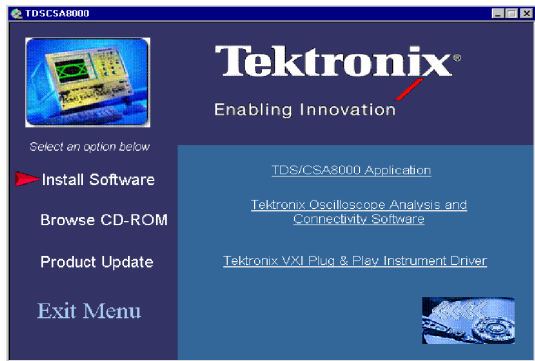 TDSCSA8000
Tektronix®
Enabling Innovation
Select an option below
Install Software
Browse CD-ROM
Product Update
Exit Menu
TDS/CSA8000 Application
Tektronix Oscilloscope Analysis and
Connectivity Software
Tektronix VXI Plug & Play Instrument Driver